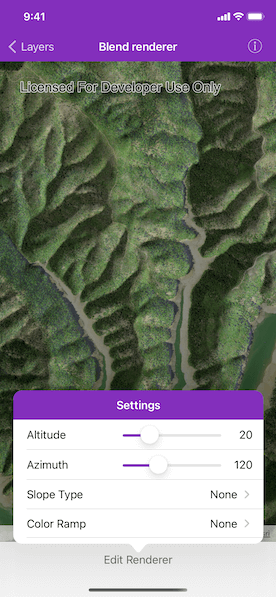 9:41
Layers
Blend renderer
Licensed For Developer Use Only
Settings
Altitude 20
Azimuth 120
Slope Type None
Color Ramp None
Edit Renderer